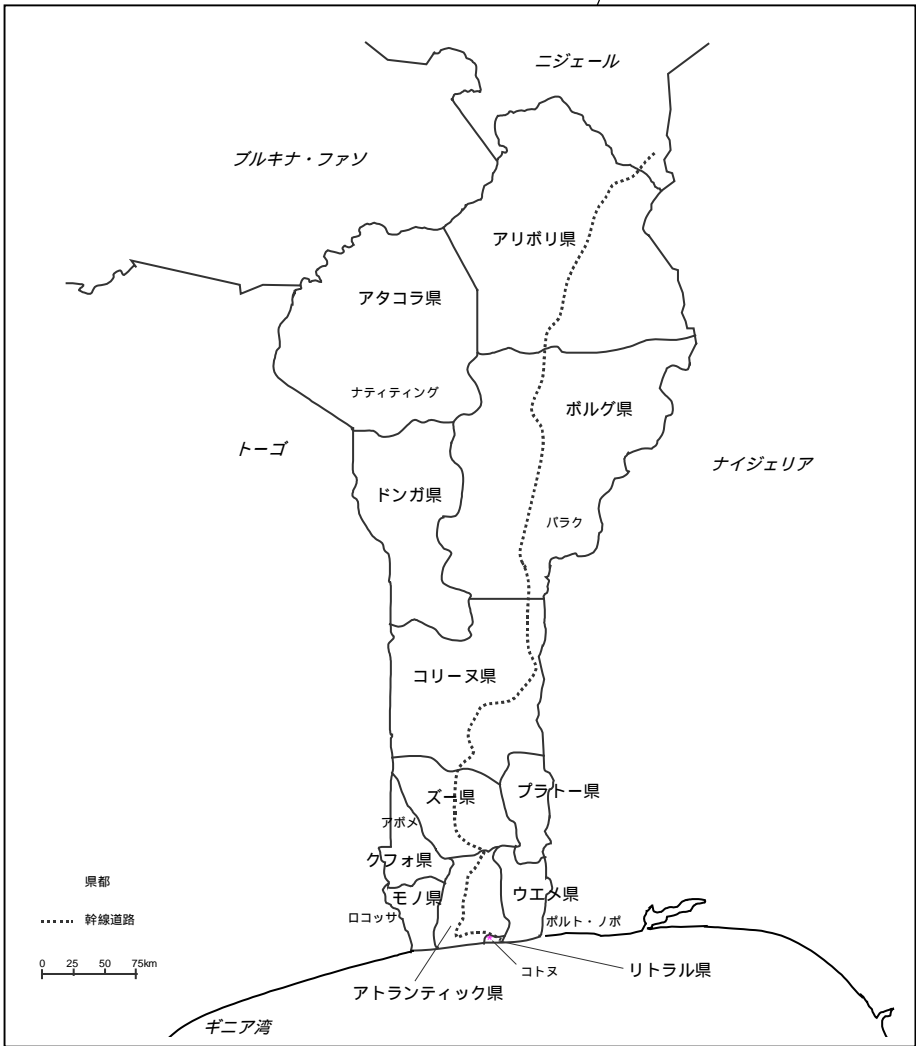 ニジェール
ブルキナ・ファソ
アリボリ県
アタコラ県
ナティティング
ボルグ県
トーゴ
ナイジェリア
ドンガ県
パラク
コリーヌ県
ズー県
プラトー県
アボメ
クフォ県
県都
モノ県
ウエメ県
ロコッサ
ポルト・ノボ
幹線道路
0 25 50 75km
コトヌ
リトラル県
アトランティック県
ギニア湾